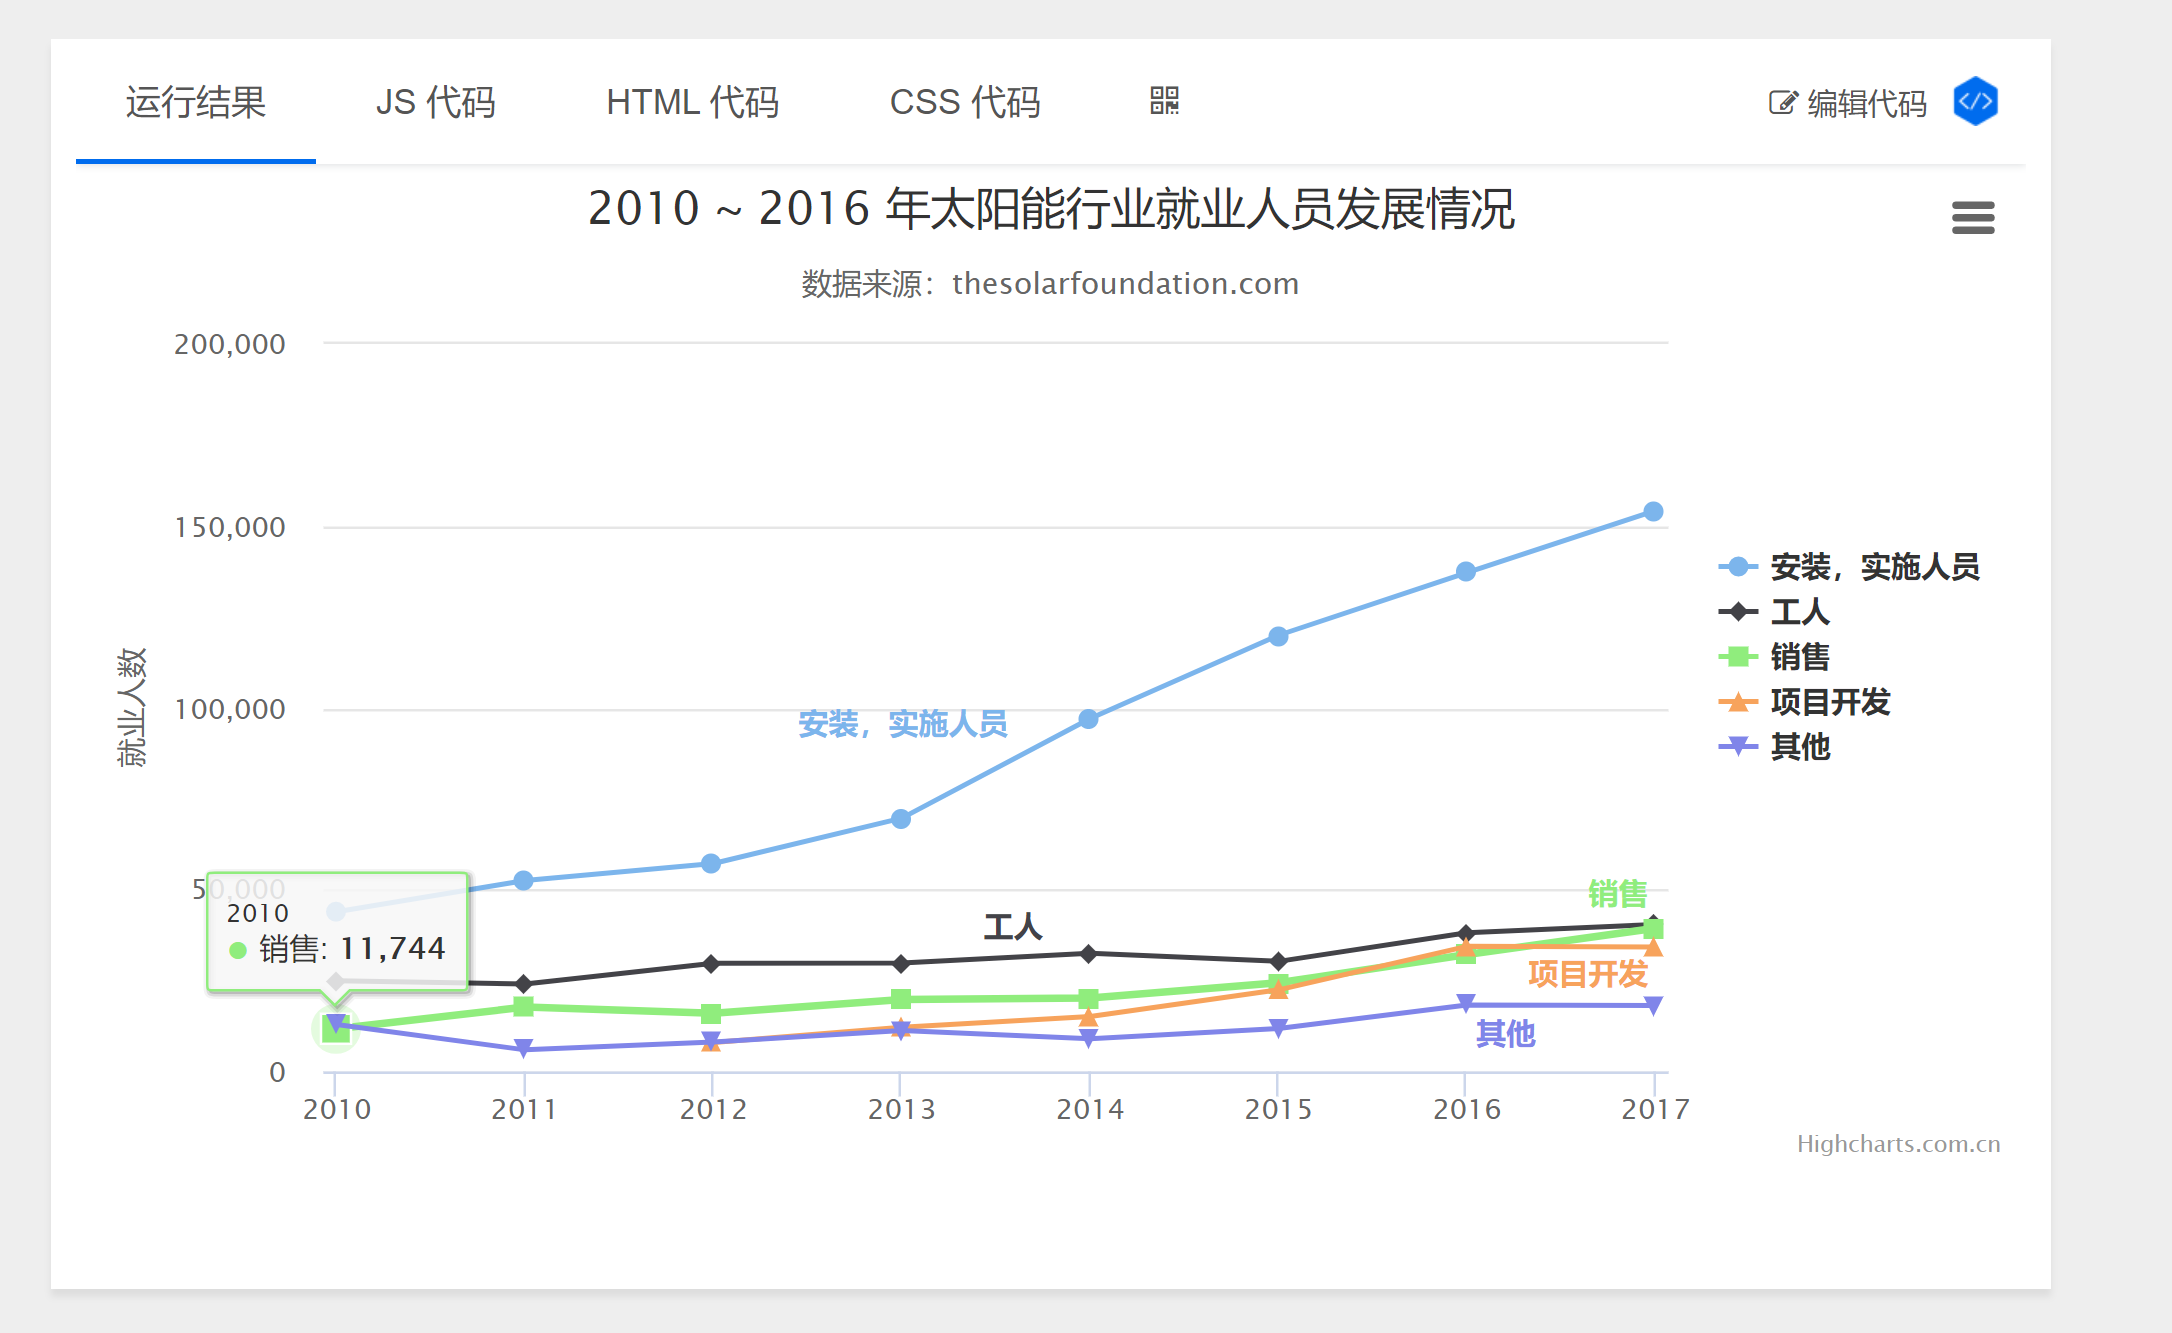 运行结果 JS 代码 HTML 代码 CSS 代码 编辑代码
2010 ~ 2016 年太阳能行业就业人员发展情况
数据来源：thesolarfoundation.com
就业人数
200,000
150,000
100,000
50,000
0
安装，实施人员
工人
销售
项目开发
其他
2010
销售: 11,744
2010 2011 2012 2013 2014 2015 2016 2017
安装，实施人员
工人
销售
项目开发
其他
Highcharts.com.cn